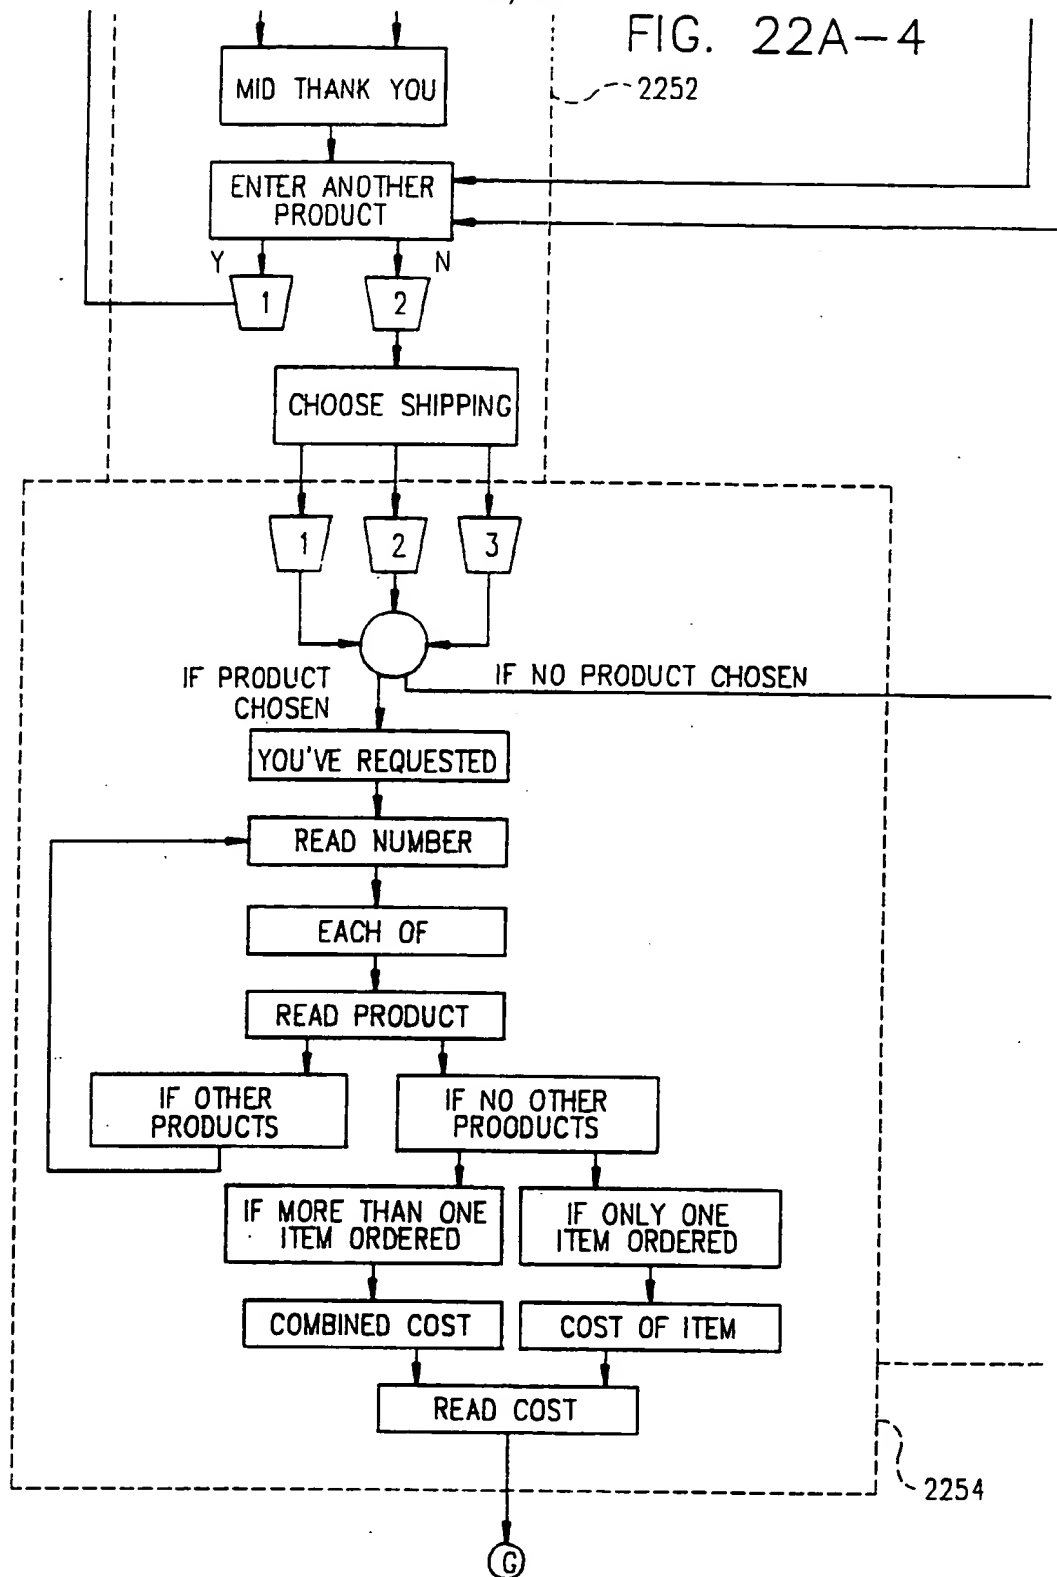 FIG. 22A-4
2252
MID THANK YOU
ENTER ANOTHER
PRODUCT
Y
N
1
2
CHOOSE SHIPPING
1
2
3
IF PRODUCT
CHOSEN
IF NO PRODUCT CHOSEN
YOU'VE REQUESTED
READ NUMBER
EACH OF
READ PRODUCT
IF OTHER
PRODUCTS
IF NO OTHER
PROODUCTS
IF MORE THAN ONE
ITEM ORDERED
IF ONLY ONE
ITEM ORDERED
COMBINED COST
COST OF ITEM
READ COST
2254
G